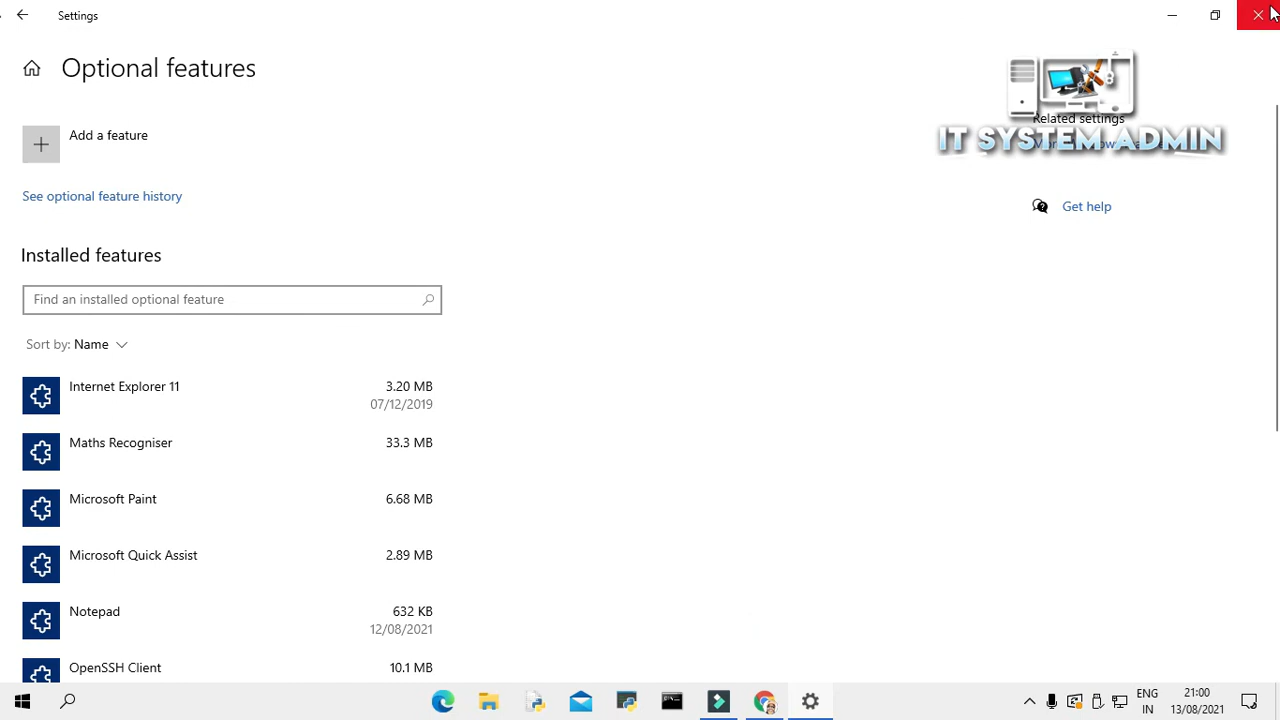 Settings
Optional features
Add a feature
See optional feature history
Installed features
Find an installed optional feature
Sort by: Name
Internet Explorer 11 3.20 MB
07/12/2019
Maths Recogniser 33.3 MB
Microsoft Paint 6.68 MB
Microsoft Quick Assist 2.89 MB
Notepad 632 KB
12/08/2021
OpenSSH Client 10.1 MB
Related settings
IT SYSTEM ADMIN
Get help
ENG
IN
21:00
13/08/2021